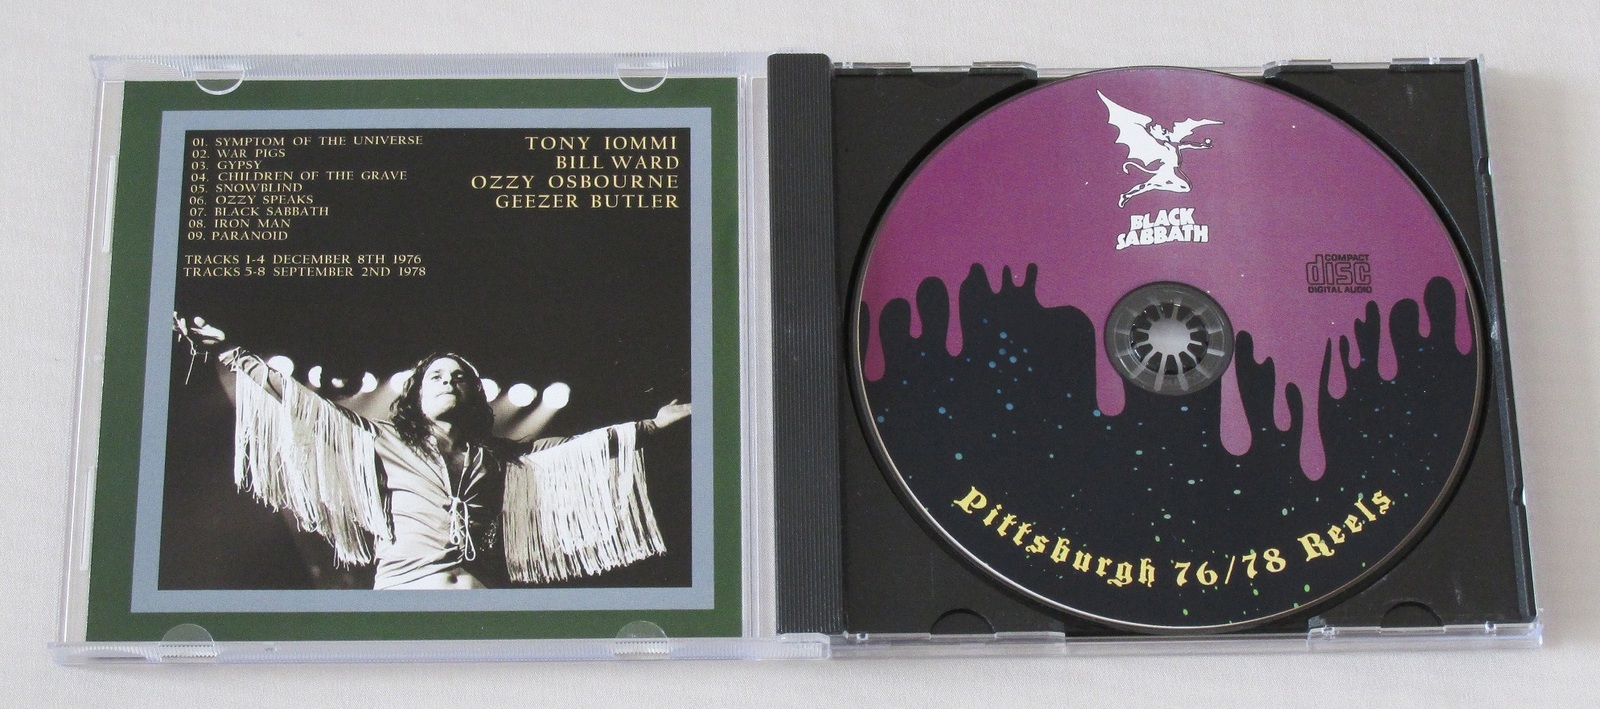 01. SYMPTOM OF THE UNIVERSE
02. WAR PIGS
03. GYPSY
04. CHILDREN OF THE GRAVE
05. SNOWBLIND
06. OZZY SPEAKS
07. BLACK SABBATH
08. IRON MAN
09. PARANOID
TRACKS 1-4 DECEMBER 8TH 1976
TRACKS 5-8 SEPTEMBER 2ND 1978
TONY IOMMI
BILL WARD
OZZY OSBOURNE
GEEZER BUTLER
BLACK
SABBATH
COMPACT
disc
DIGITAL AUDIO
Pittsburgh 76/78 Reels